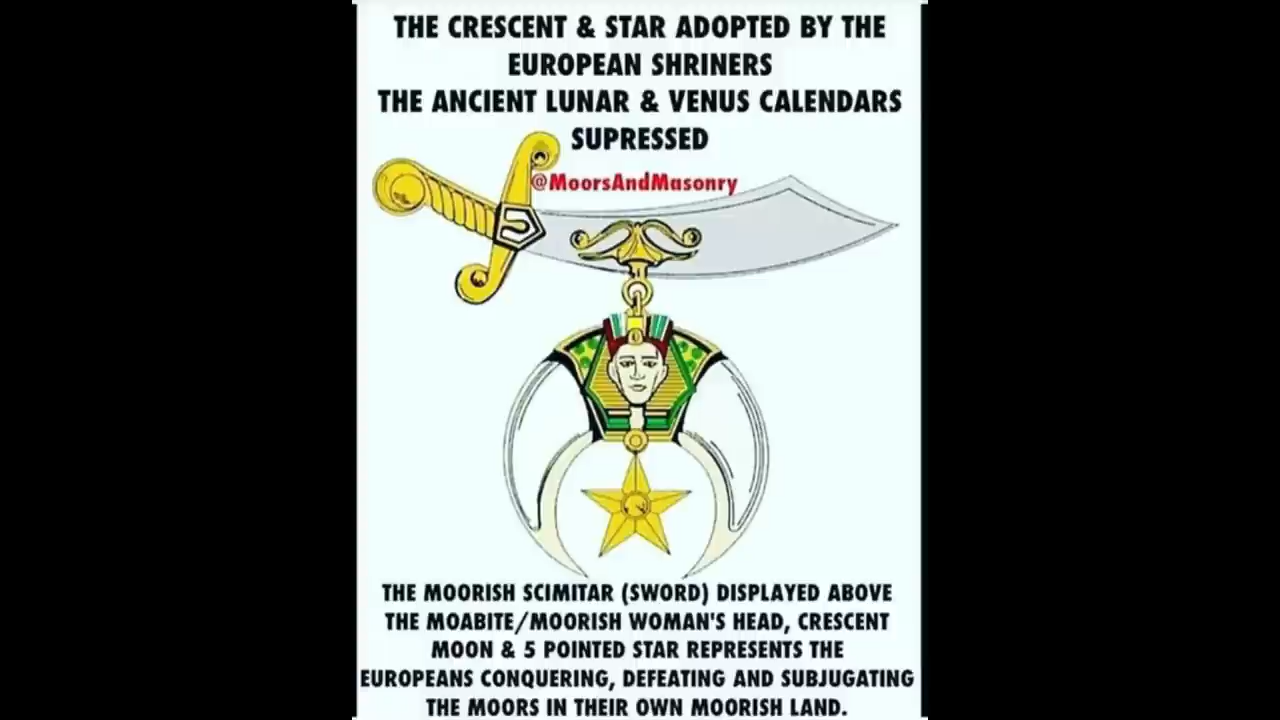 THE CRESCENT & STAR ADOPTED BY THE
EUROPEAN SHRINERS
THE ANCIENT LUNAR & VENUS CALENDARS
SUPRESSED
@MoorsAndMasonry
THE MOORISH SCIMITAR (SWORD) DISPLAYED ABOVE
THE MOABITE/MOORISH WOMAN'S HEAD, CRESCENT
MOON & 5 POINTED STAR REPRESENTS THE
EUROPEANS CONQUERING, DEFEATING AND SUBJUGATING
THE MOORS IN THEIR OWN MOORISH LAND.